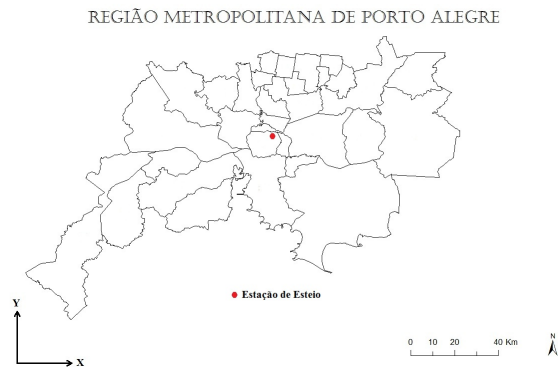 REGIÃO METROPOLITANA DE PORTO ALEGRE
Estação de Esteio
Y
X
0 10 20 40 Km
N